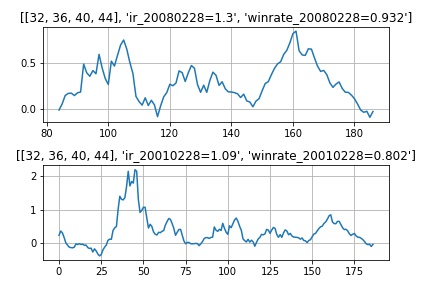 [[32, 36, 40, 44], 'ir_20080228=1.3', 'winrate_20080228=0.932']
0.5
0.0
80 100 120 140 160 180
[[32, 36, 40, 44], 'ir_20010228=1.09', 'winrate_20010228=0.802']
2
1
0
0 25 50 75 100 125 150 175